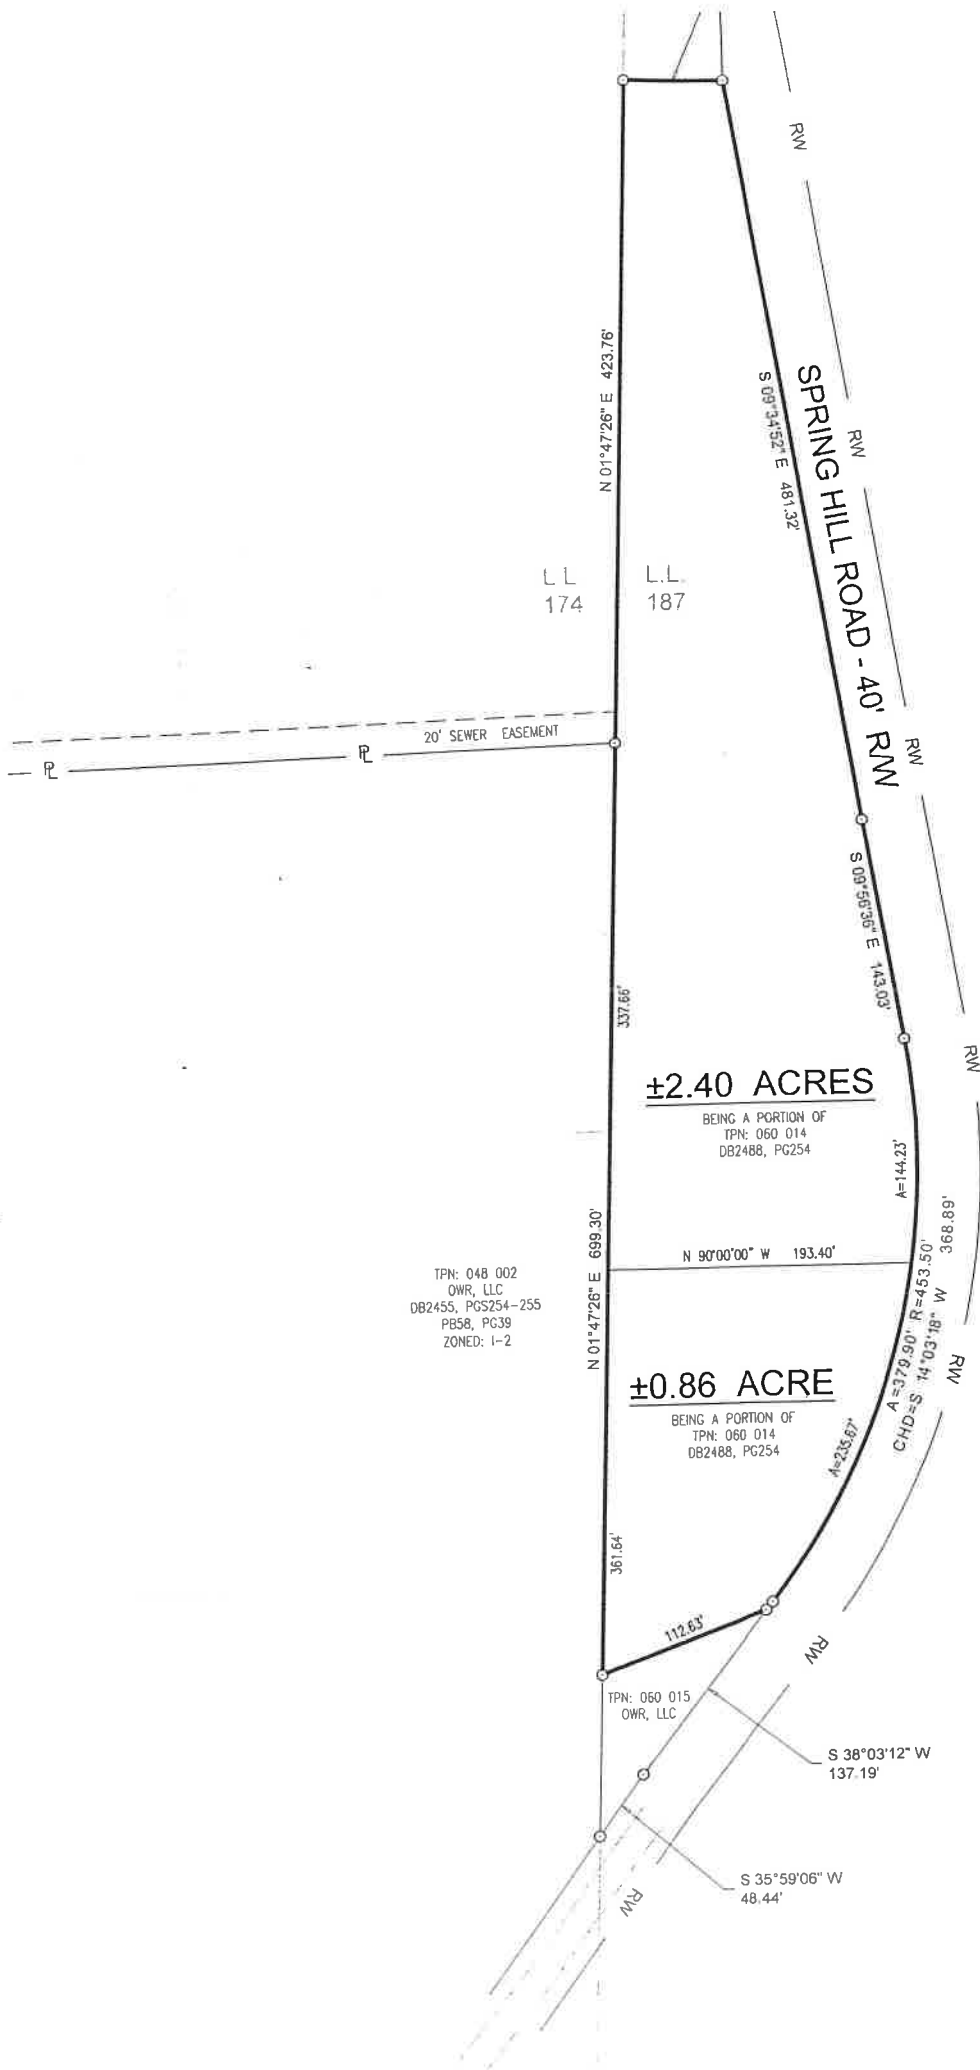 RW
N 01°47'26" E 423.76'
S 09°34'52" E 481.32'
SPRING HILL ROAD - 40' R/W
RW
L L
174
L.L.
187
20' SEWER EASEMENT
PL
PL
RW
S 09°56'36" E 143.03'
337.66'
RW
±2.40 ACRES
BEING A PORTION OF
TPN: 060 014
DB2488, PG254
A=144.23'
N 01°47'26" E 699.30'
N 90°00'00" W 193.40'
A=379.90' R=453.50'
CHD=S 14°03'18" W 368.89'
TPN: 048 002
OWR, LLC
DB2455, PGS254-255
PB58, PG39
ZONED: I-2
RW
±0.86 ACRE
BEING A PORTION OF
TPN: 060 014
DB2488, PG254
A=235.67'
361.64'
112.63'
RW
TPN: 060 015
OWR, LLC
S 38°03'12" W
137.19'
S 35°59'06" W
48.44'
RW